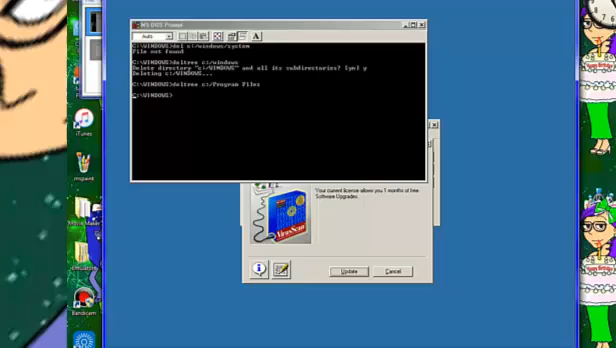 MS-DOS Prompt
Auto
A
C:\WINDOWS>del c:/windows/system
File not found
C:\WINDOWS>deltree c:/windows
Delete directory "c:/WINDOWS" and all its subdirectories? [yn] y
Deleting c:/WINDOWS...
C:\WINDOWS>deltree c:/Program Files
C:\WINDOWS>
Your current license allows you 1 months of free
Software Upgrades.
VirusScan
Update
Cancel
iTunes
mspaint
Bandicam